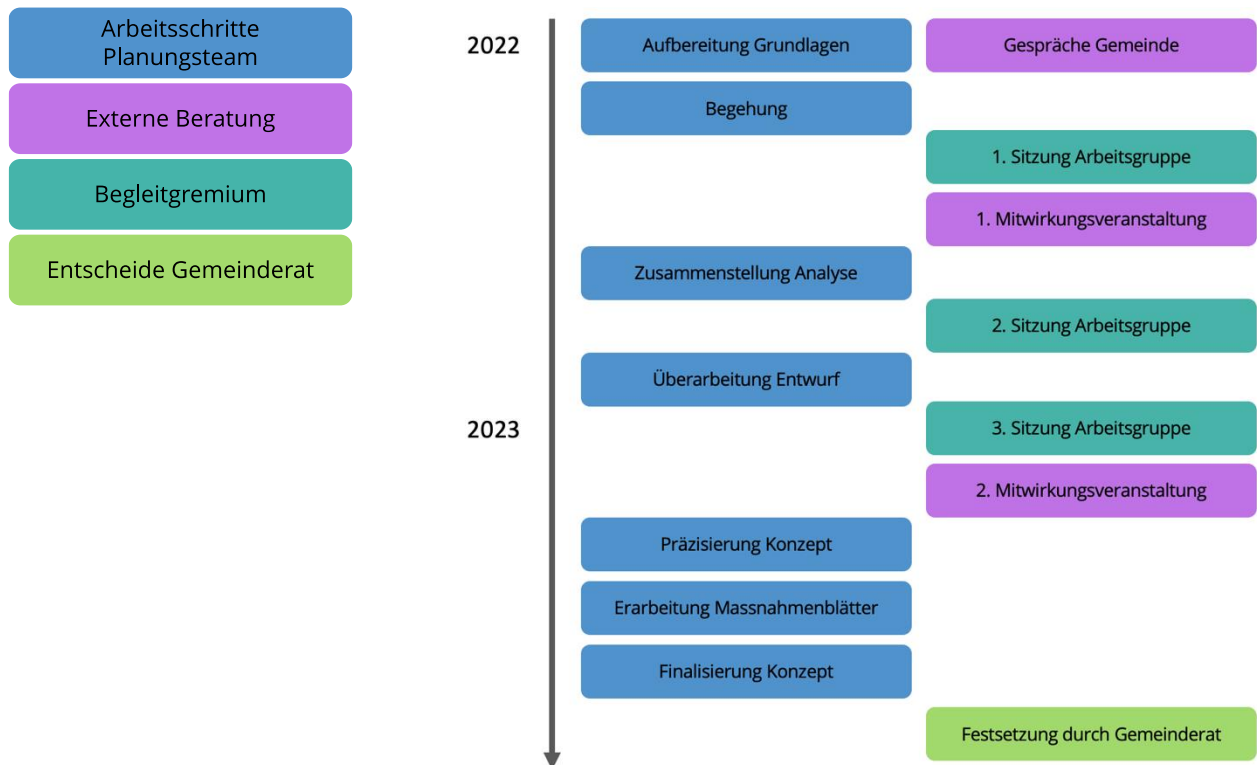 Arbeitsschritte
Planungsteam
Externe Beratung
Begleitgremium
Entscheide Gemeinderat
2022
Aufbereitung Grundlagen
Gespräche Gemeinde
Begehung
1. Sitzung Arbeitsgruppe
1. Mitwirkungsveranstaltung
Zusammenstellung Analyse
2. Sitzung Arbeitsgruppe
Überarbeitung Entwurf
2023
3. Sitzung Arbeitsgruppe
2. Mitwirkungsveranstaltung
Präzisierung Konzept
Erarbeitung Massnahmenblätter
Finalisierung Konzept
Festsetzung durch Gemeinderat